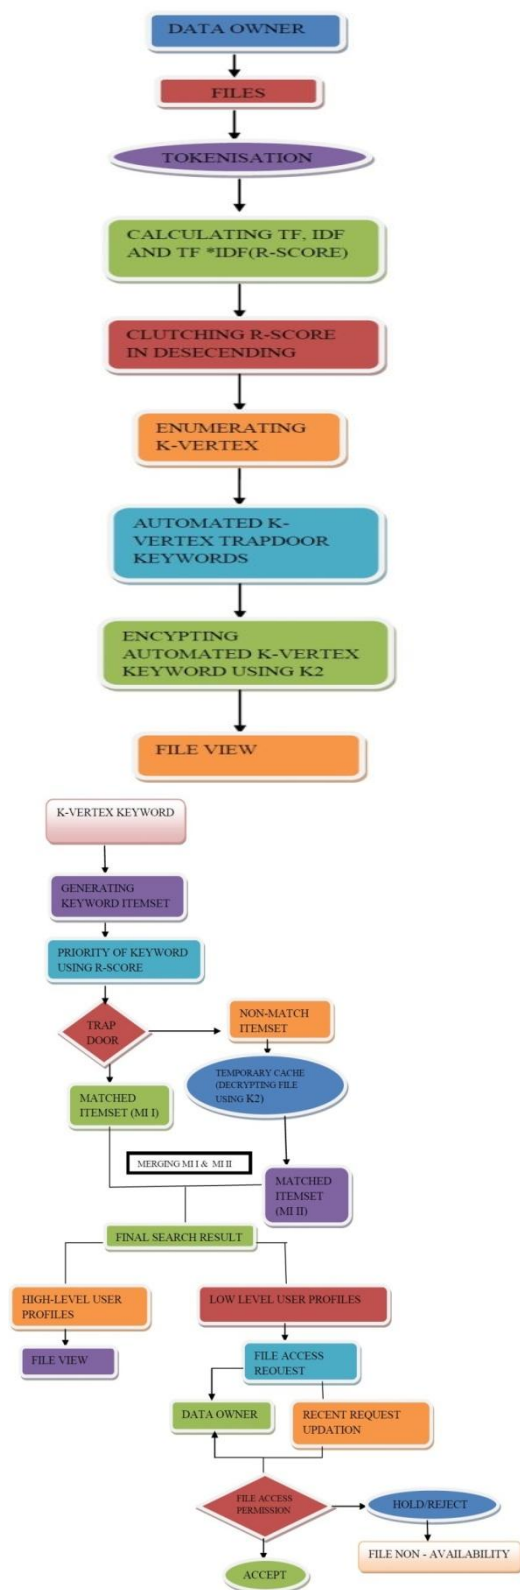 DATA OWNER
FILES
TOKENISATION
CALCULATING TF, IDF
AND TF *IDF(R-SCORE)
CLUTCHING R-SCORE
IN DESECENDING
ENUMERATING
K-VERTEX
AUTOMATED K-
VERTEX TRAPDOOR
KEYWORDS
ENCYPTING
AUTOMATED K-VERTEX
KEYWORD USING K2
FILE VIEW
K-VERTEX KEYWORD
GENERATING
KEYWORD ITEMSET
PRIORITY OF KEYWORD
USING R-SCORE
TRAP
DOOR
NON-MATCH
ITEMSET
TEMPORARY CACHE
(DECRYPTING FILE
USING K2)
MATCHED
ITEMSET (MI I)
MERGING MI I & MI II
MATCHED
ITEMSET
(MI II)
FINAL SEARCH RESULT
HIGH-LEVEL USER
PROFILES
LOW LEVEL USER PROFILES
FILE VIEW
FILE ACCESS
REQUEST
DATA OWNER
RECENT REQUEST
UPDATION
FILE ACCESS
PERMISSION
HOLD/REJECT
FILE NON - AVAILABILITY
ACCEPT